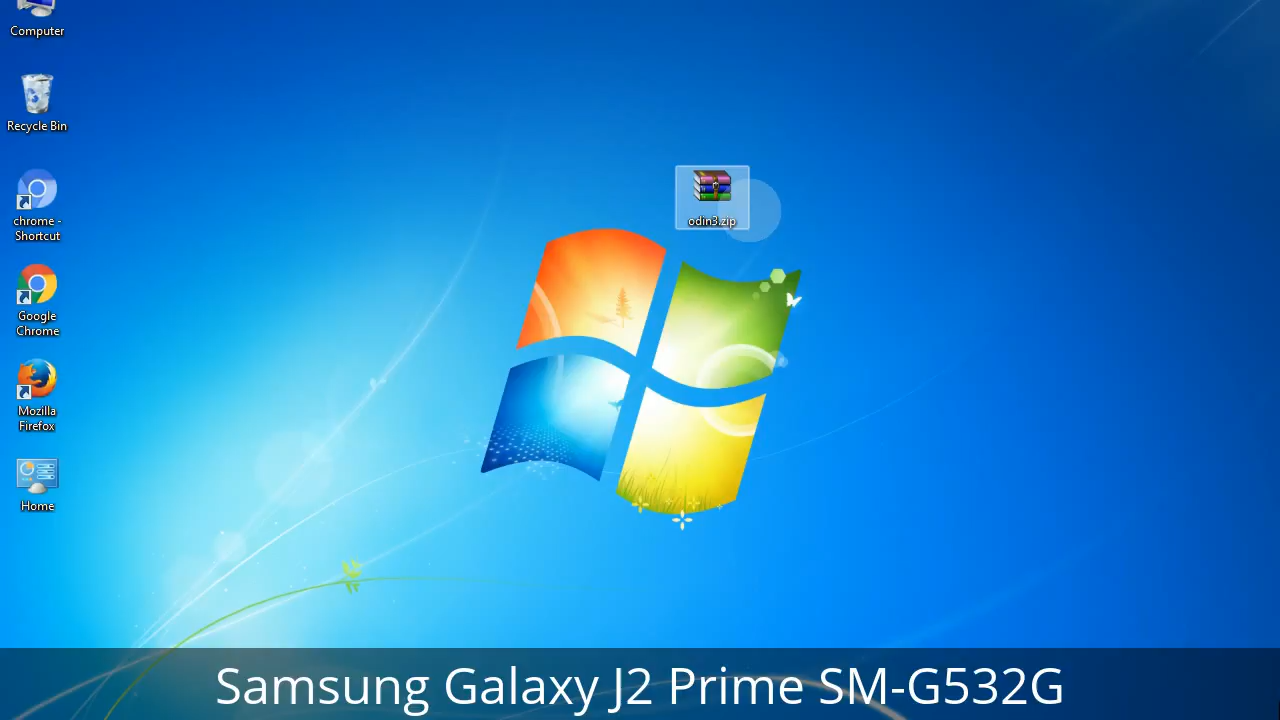 Computer
Recycle Bin
chrome -
Shortcut
Google
Chrome
Mozilla
Firefox
Home
odin3.zip
Samsung Galaxy J2 Prime SM-G532G